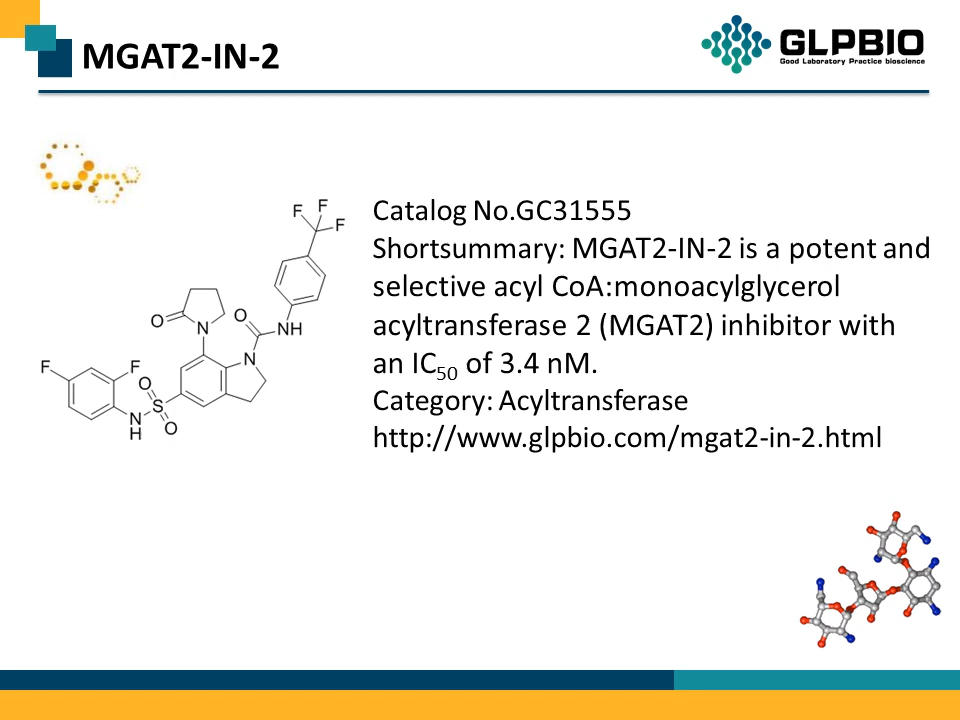 MGAT2-IN-2
GLPBIO
Good Laboratory Practice bioscience
Catalog No.GC31555
Shortsummary: MGAT2-IN-2 is a potent and
selective acyl CoA:monoacylglycerol
acyltransferase 2 (MGAT2) inhibitor with
an IC50 of 3.4 nM.
Category: Acyltransferase
http://www.glpbio.com/mgat2-in-2.html
F F
F
O
N
O
NH
N
F
F
O
S
N
H
O